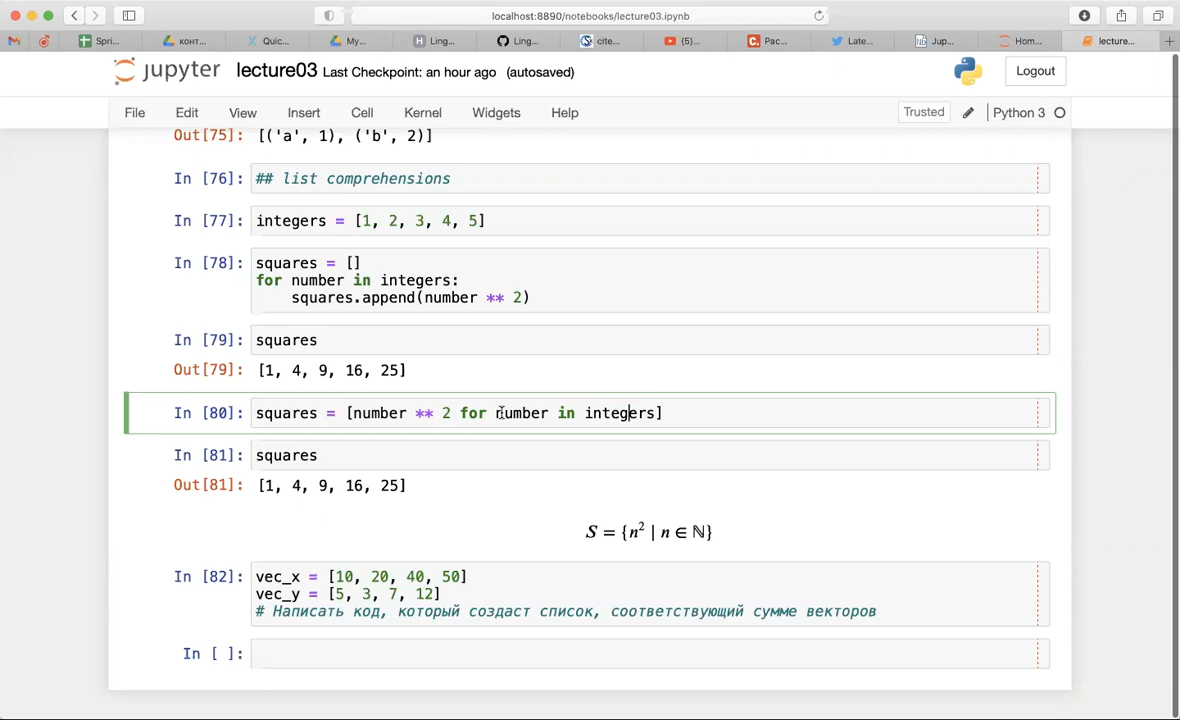 localhost:8890/notebooks/lecture03.ipynb
Spri...
конт...
Quic...
My...
Ling...
Ling...
cite...
(5)...
Pac...
Late...
Jup...
Hom...
lecture...
jupyter lecture03 Last Checkpoint: an hour ago (autosaved)
Logout
File Edit View Insert Cell Kernel Widgets Help
Trusted Python 3
Out[75]: [('a', 1), ('b', 2)]
In [76]: ## list comprehensions
In [77]: integers = [1, 2, 3, 4, 5]
In [78]: squares = []
for number in integers:
squares.append(number ** 2)
In [79]: squares
Out[79]: [1, 4, 9, 16, 25]
In [80]: squares = [number ** 2 for number in integers]
In [81]: squares
Out[81]: [1, 4, 9, 16, 25]
S = {n² | n ∈ ℕ}
In [82]: vec_x = [10, 20, 40, 50]
vec_y = [5, 3, 7, 12]
# Написать код, который создаст список, соответствующий сумме векторов
In [ ]: